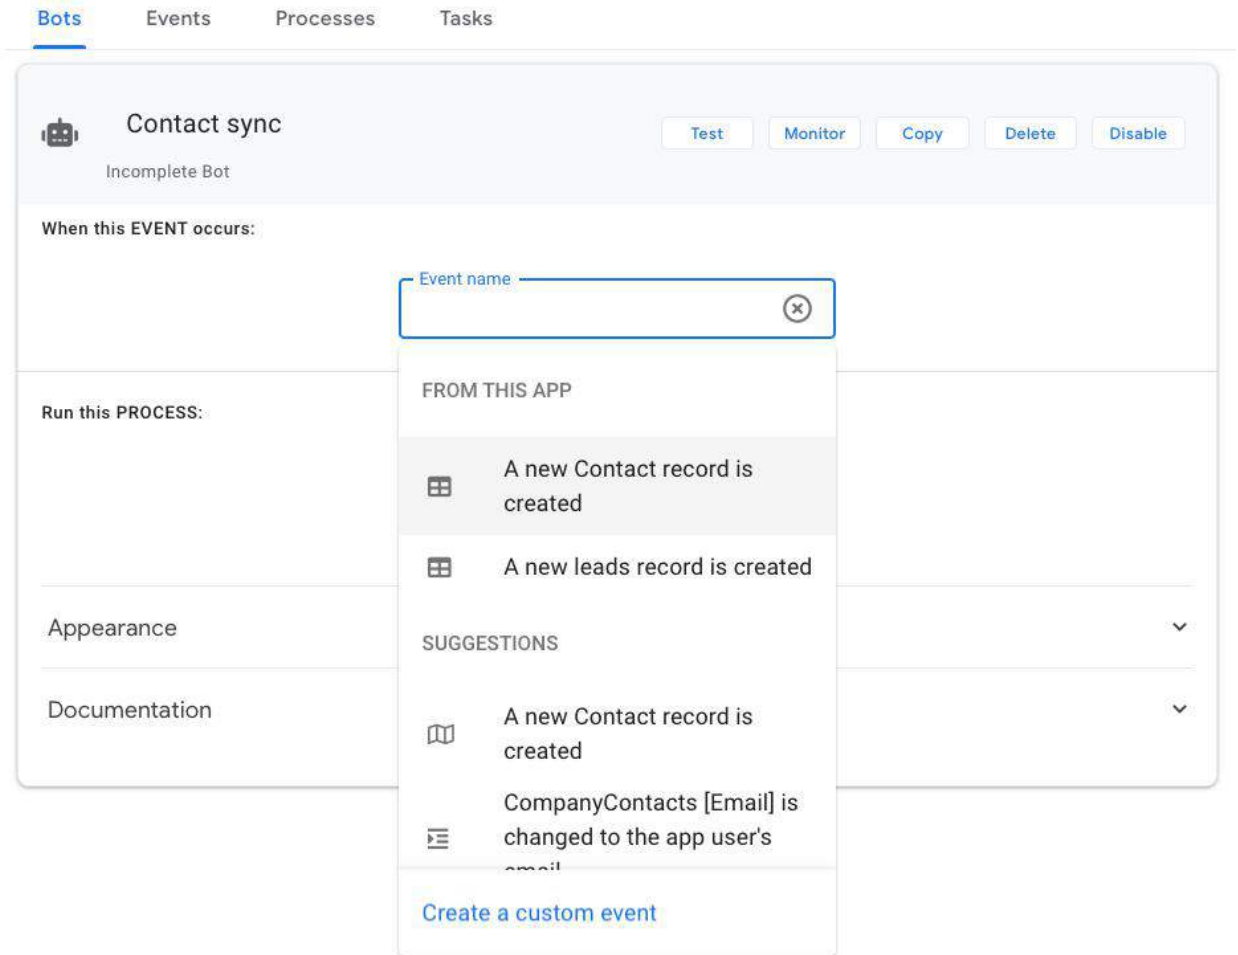 Bots Events Processes Tasks
Contact sync
Test Monitor Copy Delete Disable
Incomplete Bot
When this EVENT occurs:
Event name
FROM THIS APP
Run this PROCESS:
A new Contact record is
created
A new leads record is created
Appearance
SUGGESTIONS
Documentation
A new Contact record is
created
CompanyContacts [Email] is
changed to the app user's
email
Create a custom event